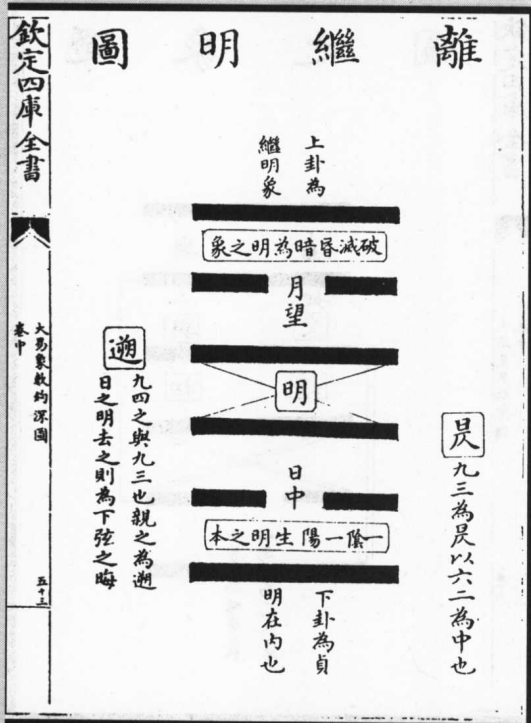 離繼明圖
上卦為
繼明象
破滅昏暗為明之象
月望
明
日中
一陰一陽生明之本
下卦為貞
明在内也
昃
九三為昃以六二為中也
遡
九四之與九三也親之為遡
日之明去之則為下弦之晦
欽定四庫全書
大易象數鈎深圖
卷中
五十三